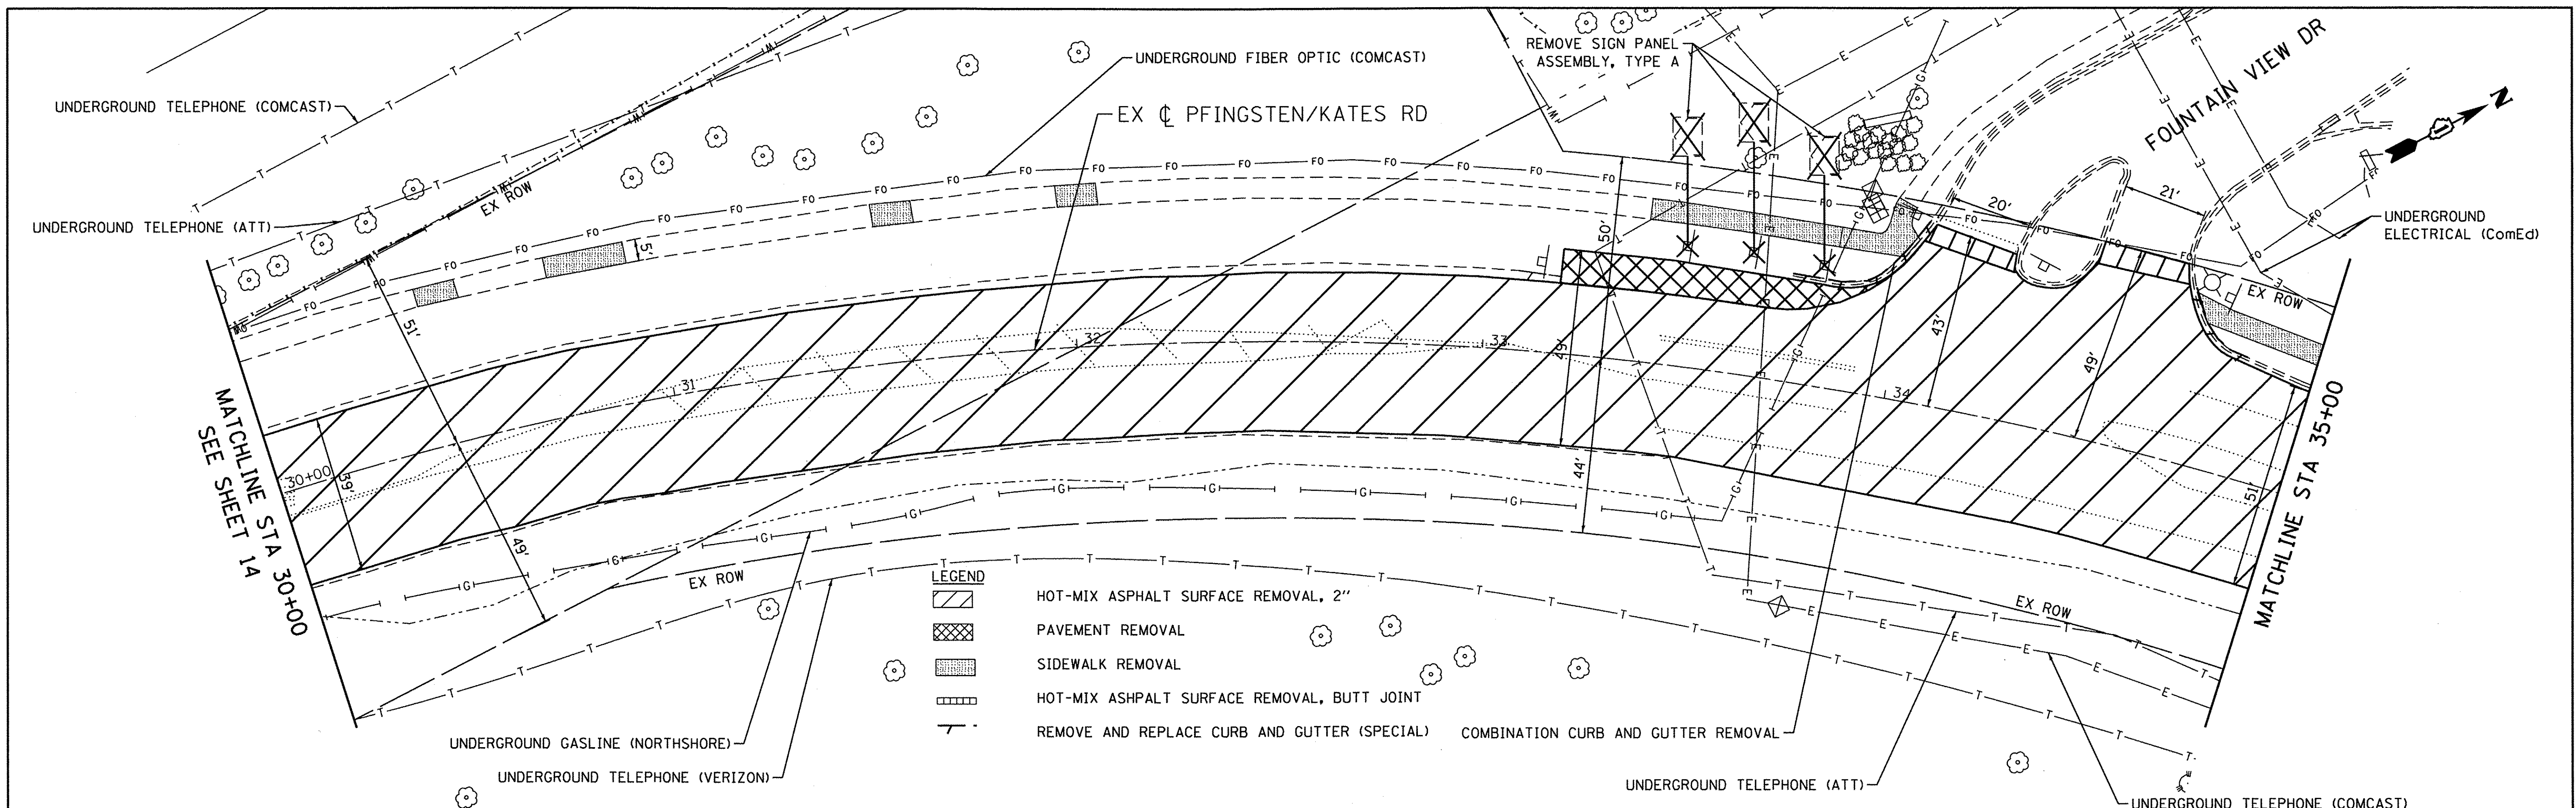 REMOVE SIGN PANEL
ASSEMBLY, TYPE A
FOUNTAIN VIEW DR
N
UNDERGROUND FIBER OPTIC (COMCAST)
UNDERGROUND TELEPHONE (COMCAST)
EX ℄ PFINGSTEN/KATES RD
UNDERGROUND TELEPHONE (ATT)
EX ROW
20'
21'
UNDERGROUND
ELECTRICAL (ComEd)
5'
50'
EX ROW
51'
43'
49'
49'
31
32
33
34
30+00
39'
44'
51'
49'
MATCHLINE STA 30+00
SEE SHEET 14
MATCHLINE STA 35+00
EX ROW
EX ROW
LEGEND
HOT-MIX ASPHALT SURFACE REMOVAL, 2"
PAVEMENT REMOVAL
SIDEWALK REMOVAL
HOT-MIX ASHPALT SURFACE REMOVAL, BUTT JOINT
REMOVE AND REPLACE CURB AND GUTTER (SPECIAL)
COMBINATION CURB AND GUTTER REMOVAL
UNDERGROUND GASLINE (NORTHSHORE)
UNDERGROUND TELEPHONE (VERIZON)
UNDERGROUND TELEPHONE (ATT)
UNDERGROUND TELEPHONE (COMCAST)